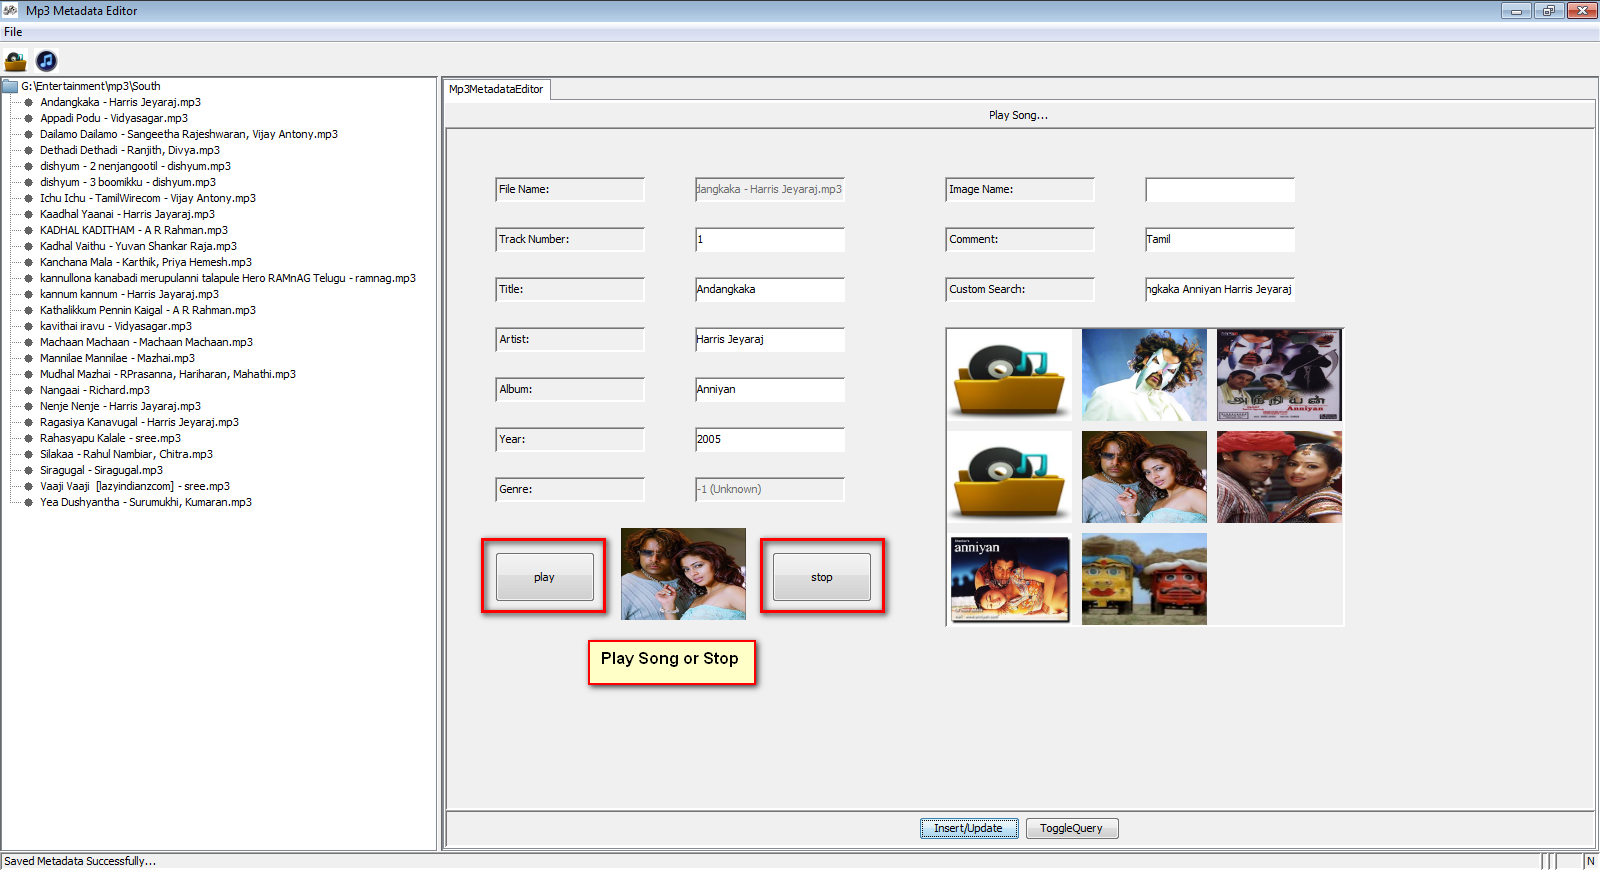 Mp3 Metadata Editor
File
G:\Entertainment\mp3\South
Andangkaka - Harris Jeyaraj.mp3
Appadi Podu - Vidyasagar.mp3
Dailamo Dailamo - Sangeetha Rajeshwaran, Vijay Antony.mp3
Dethadi Dethadi - Ranjith, Divya.mp3
dishyum - 2 nenjangootil - dishyum.mp3
dishyum - 3 boomikku - dishyum.mp3
Ichu Ichu - TamilWirecom - Vijay Antony.mp3
Kaadhal Yaanai - Harris Jayaraj.mp3
KADHAL KADITHAM - A R Rahman.mp3
Kadhal Vaithu - Yuvan Shankar Raja.mp3
Kanchana Mala - Karthik, Priya Hemesh.mp3
kannullona kanabadi merupulanni talapule Hero RAMnAG Telugu - ramnag.mp3
kannum kannum - Harris Jayaraj.mp3
Kathalikkum Pennin Kaigal - A R Rahman.mp3
kavithai iravu - Vidyasagar.mp3
Machaan Machaan - Machaan Machaan.mp3
Mannilae Mannilae - Mazhai.mp3
Mudhal Mazhai - RPrasanna, Hariharan, Mahathi.mp3
Nangaai - Richard.mp3
Nenje Nenje - Harris Jayaraj.mp3
Ragasiya Kanavugal - Harris Jeyaraj.mp3
Rahasyapu Kalale - sree.mp3
Silakaa - Rahul Nambiar, Chitra.mp3
Siragugal - Siragugal.mp3
Vaaji Vaaji [lazyindianzcom] - sree.mp3
Yea Dushyantha - Surumukhi, Kumaran.mp3
Mp3MetadataEditor
Play Song...
File Name: dangkaka - Harris Jeyaraj.mp3
Track Number: 1
Title: Andangkaka
Artist: Harris Jeyaraj
Album: Anniyan
Year: 2005
Genre: -1 (Unknown)
Image Name:
Comment: Tamil
Custom Search: ngkaka Anniyan Harris Jeyaraj
அந்நியன்
Anniyan
anniyan
play
stop
Play Song or Stop
Insert/Update
ToggleQuery
Saved Metadata Successfully...
N